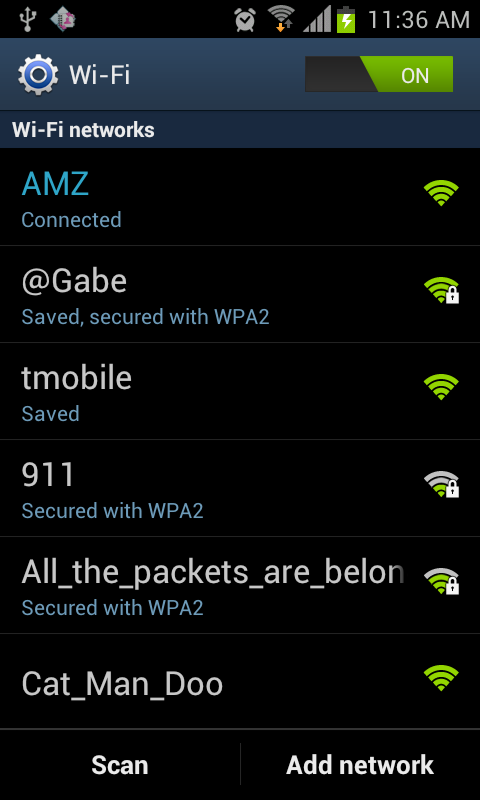 11:36 AM
Wi-Fi
ON
Wi-Fi networks
AMZ
Connected
@Gabe
Saved, secured with WPA2
tmobile
Saved
911
Secured with WPA2
All_the_packets_are_belon
Secured with WPA2
Cat_Man_Doo
Scan
Add network